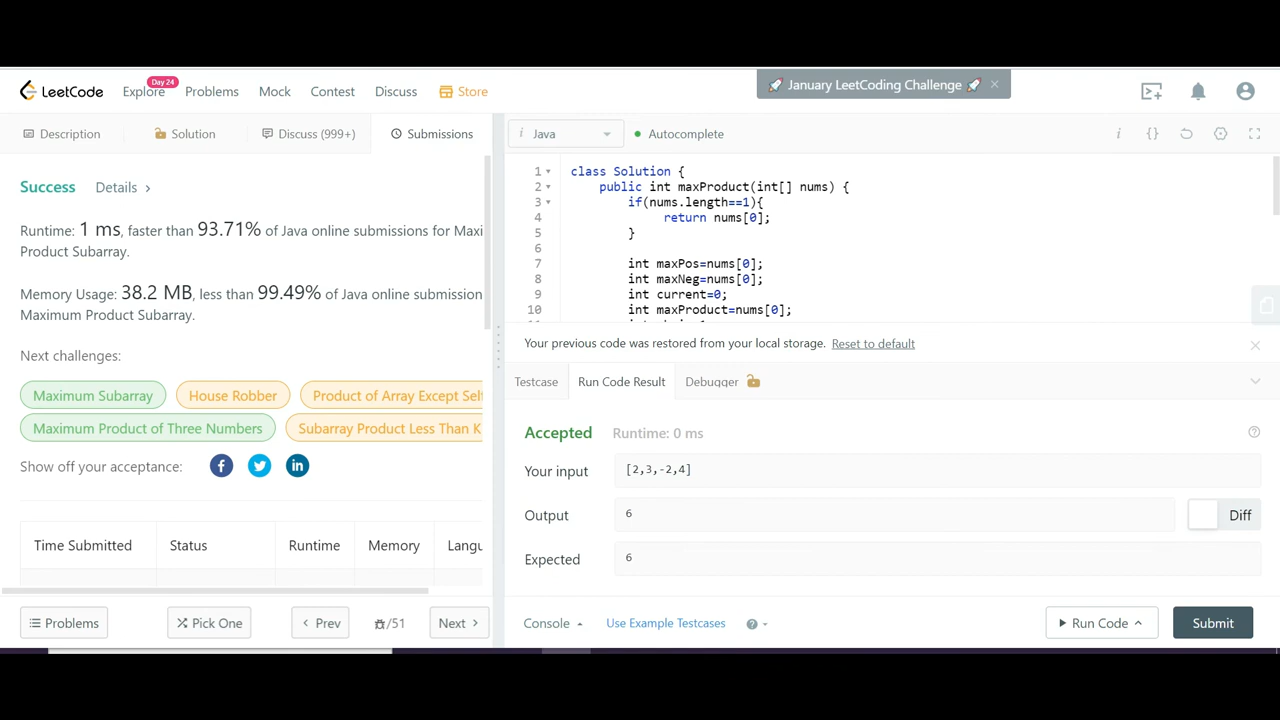 LeetCode
Explore
Day 24
Problems
Mock
Contest
Discuss
Store
🚀 January LeetCoding Challenge 🚀 ×
Description
Solution
Discuss (999+)
Submissions
i Java
Autocomplete
i {}
Success
Details ›
Runtime: 1 ms, faster than 93.71% of Java online submissions for Maxi
Product Subarray.
Memory Usage: 38.2 MB, less than 99.49% of Java online submission
Maximum Product Subarray.
Next challenges:
Maximum Subarray
House Robber
Product of Array Except Self
Maximum Product of Three Numbers
Subarray Product Less Than K
Show off your acceptance:
Time Submitted
Status
Runtime
Memory
Langu
Problems
Pick One
‹ Prev
/51
Next ›
1 class Solution {
2 public int maxProduct(int[] nums) {
3 if(nums.length==1){
4 return nums[0];
5 }
6
7 int maxPos=nums[0];
8 int maxNeg=nums[0];
9 int current=0;
10 int maxProduct=nums[0];
Your previous code was restored from your local storage. Reset to default
Testcase
Run Code Result
Debugger
Accepted
Runtime: 0 ms
Your input
[2,3,-2,4]
Output
6
Diff
Expected
6
Console
Use Example Testcases
?
Run Code
Submit